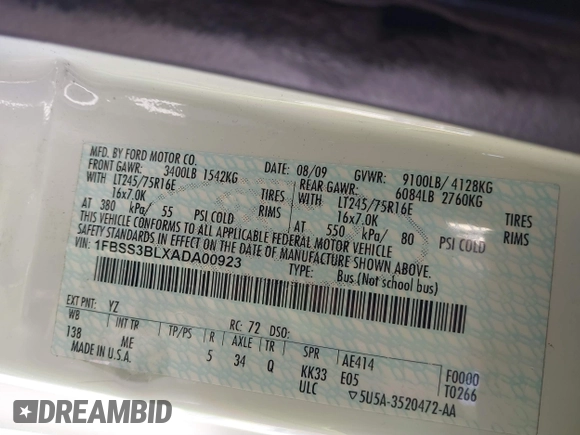 MFD. BY FORD MOTOR CO.
DATE: 08/09 GVWR: 9100LB/ 4128KG
FRONT GAWR: 3400LB 1542KG REAR GAWR: 6084LB 2760KG
WITH LT245/75R16E TIRES WITH LT245/75R16E TIRES
16x7.0K RIMS 16x7.0K RIMS
AT 380 kPa/ 55 PSI COLD AT 550 kPa/ 80 PSI COLD
THIS VEHICLE CONFORMS TO ALL APPLICABLE FEDERAL MOTOR VEHICLE
SAFETY STANDARDS IN EFFECT ON THE DATE OF MANUFACTURE SHOWN ABOVE.
1FBSS3BLXADA00923
TYPE: Bus (Not school bus)
EXT PNT: YZ RC: 72 DSO:
WB INT TR TP/PS R AXLE TR SPR AE414 F0000
138 ME 5 34 Q KK33 E05 T0266
MADE IN U.S.A. ULC ▽5U5A-3520472-AA
DREAMBID
DREAMBID